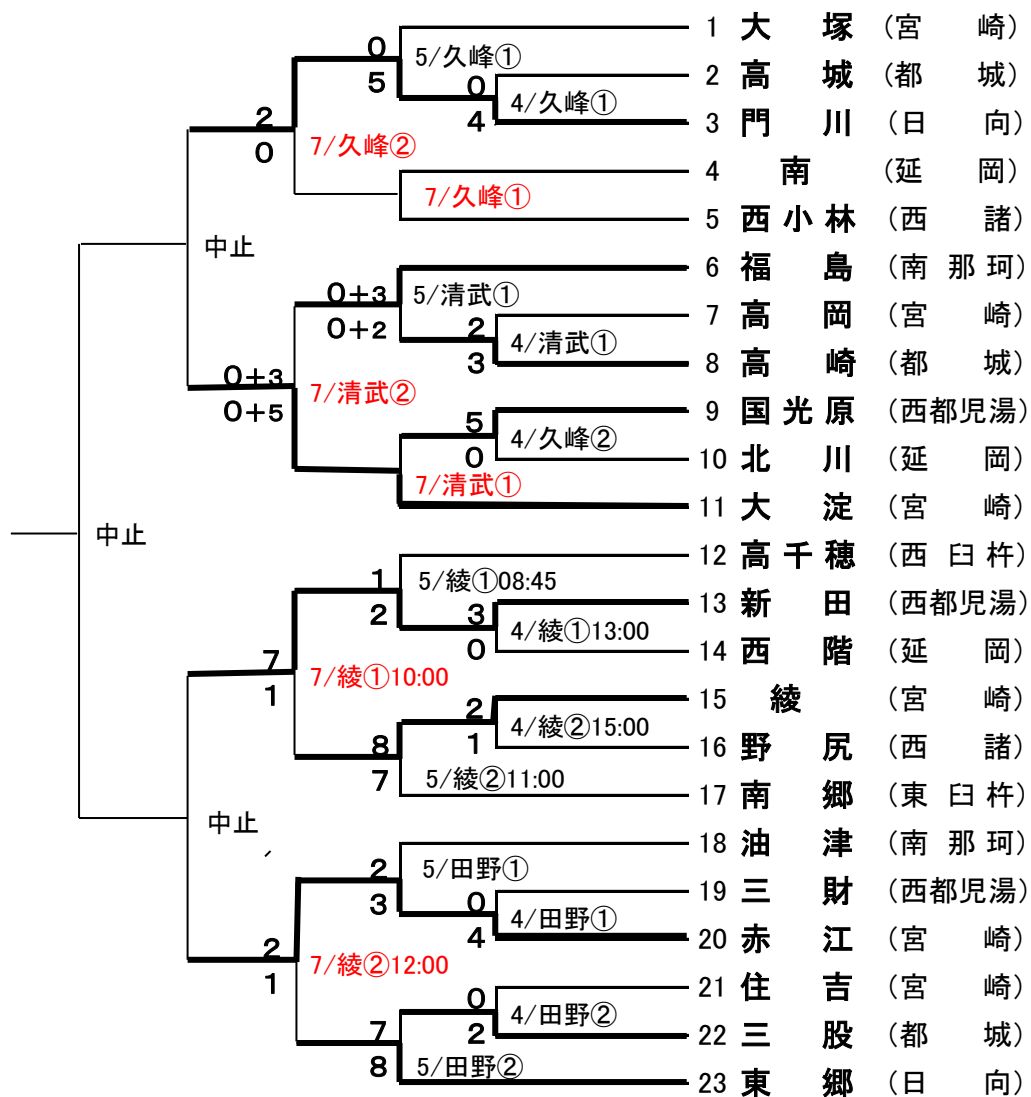 1 大塚 （宮崎）
0
5/久峰①
5
2 高城 （都城）
0
4/久峰①
4
3 門川 （日向）
2
0
7/久峰②
4 南 （延岡）
7/久峰①
5 西小林 （西諸）
中止
6 福島 （南那珂）
0+3
5/清武①
0+2
7 高岡 （宮崎）
2
4/清武①
3
8 高崎 （都城）
0+3
0+5
7/清武②
9 国光原 （西都児湯）
5
4/久峰②
0
10 北川 （延岡）
7/清武①
11 大淀 （宮崎）
中止
12 高千穂 （西臼杵）
1
5/綾①08:45
2
13 新田 （西都児湯）
3
4/綾①13:00
0
14 西階 （延岡）
7
1
7/綾①10:00
15 綾 （宮崎）
2
4/綾②15:00
1
16 野尻 （西諸）
8
7
5/綾②11:00
17 南郷 （東臼杵）
中止
18 油津 （南那珂）
2
5/田野①
3
19 三財 （西都児湯）
0
4/田野①
4
20 赤江 （宮崎）
2
1
7/綾②12:00
21 住吉 （宮崎）
0
4/田野②
2
22 三股 （都城）
7
5/田野②
8
23 東郷 （日向）